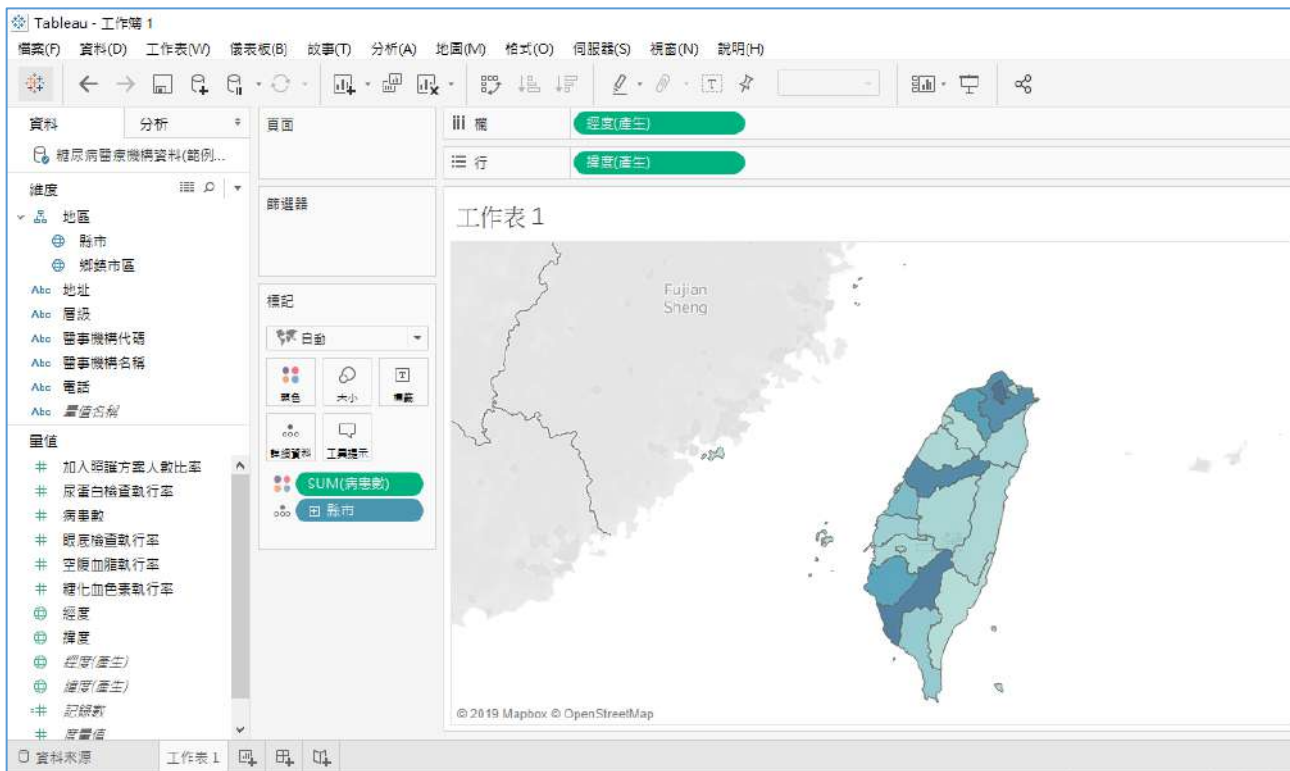 Tableau - 工作簿 1
檔案(F) 資料(D) 工作表(W) 儀表板(B) 故事(T) 分析(A) 地圖(M) 格式(O) 伺服器(S) 視窗(N) 說明(H)
資料 分析
糖尿病醫療機構資料(範例...
維度
地區
縣市
鄉鎮市區
Abc 地址
Abc 層級
Abc 醫事機構代碼
Abc 醫事機構名稱
Abc 電話
Abc 量值名稱
量值
加入照護方案人數比率
尿蛋白檢查執行率
病患數
眼底檢查執行率
空腹血脂執行率
糖化血色素執行率
經度
緯度
經度(產生)
緯度(產生)
記錄數
度量值
頁面
篩選器
標記
自動
顏色 大小 標籤
詳細資料 工具提示
SUM(病患數)
縣市
欄 經度(產生)
行 緯度(產生)
工作表 1
Fujian
Sheng
© 2019 Mapbox © OpenStreetMap
資料來源 工作表 1